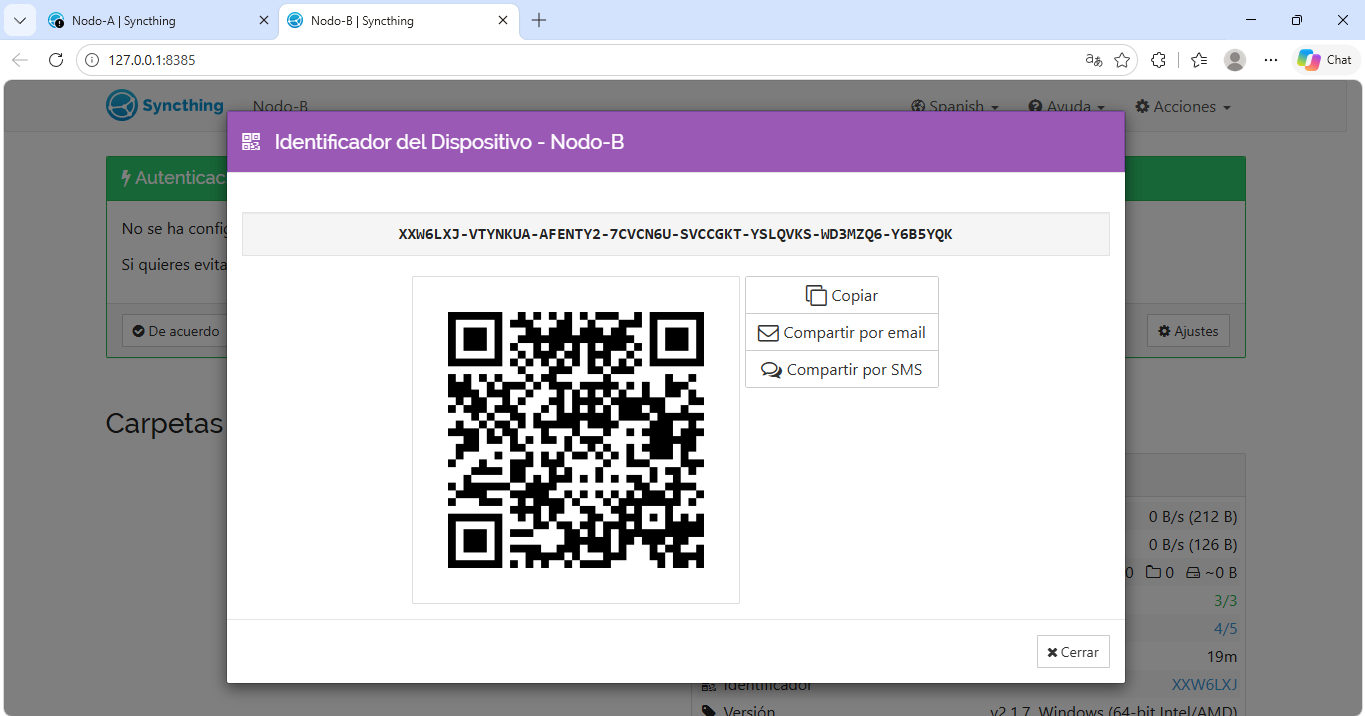 Nodo-A | Syncthing
Nodo-B | Syncthing
127.0.0.1:8385
Chat
Syncthing
Nodo-B
Spanish
Ayuda
Acciones
Identificador del Dispositivo - Nodo-B
XXW6LXJ-VTYNKUA-AFENTY2-7CVCN6U-SVCCGKT-YSLQVKS-WD3MZQ6-Y6B5YQK
Copiar
Compartir por email
Compartir por SMS
Cerrar
No se ha
Si quieres
De acuerdo
Ajustes
Carpetas
0 B/s (212 B)
0 B/s (126 B)
0 0 ~0 B
3/3
4/5
19m
Identificador XXW6LXJ
Versión v2.1.7, Windows (64-bit Intel/AMD)